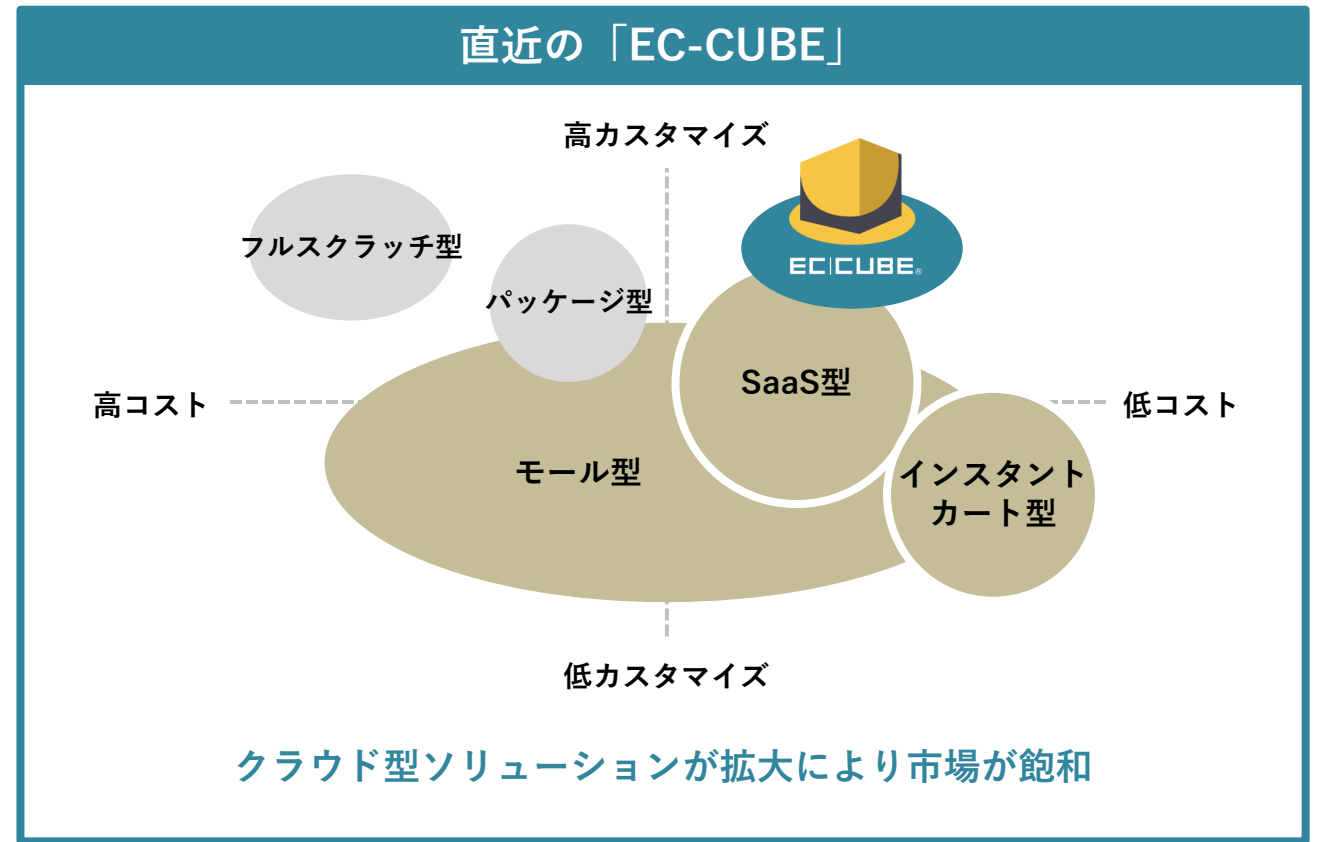 直近の「EC-CUBE」
高カスタマイズ
フルスクラッチ型
パッケージ型
EC|CUBE®
SaaS型
高コスト
低コスト
モール型
インスタント
カート型
低カスタマイズ
クラウド型ソリューションが拡大により市場が飽和